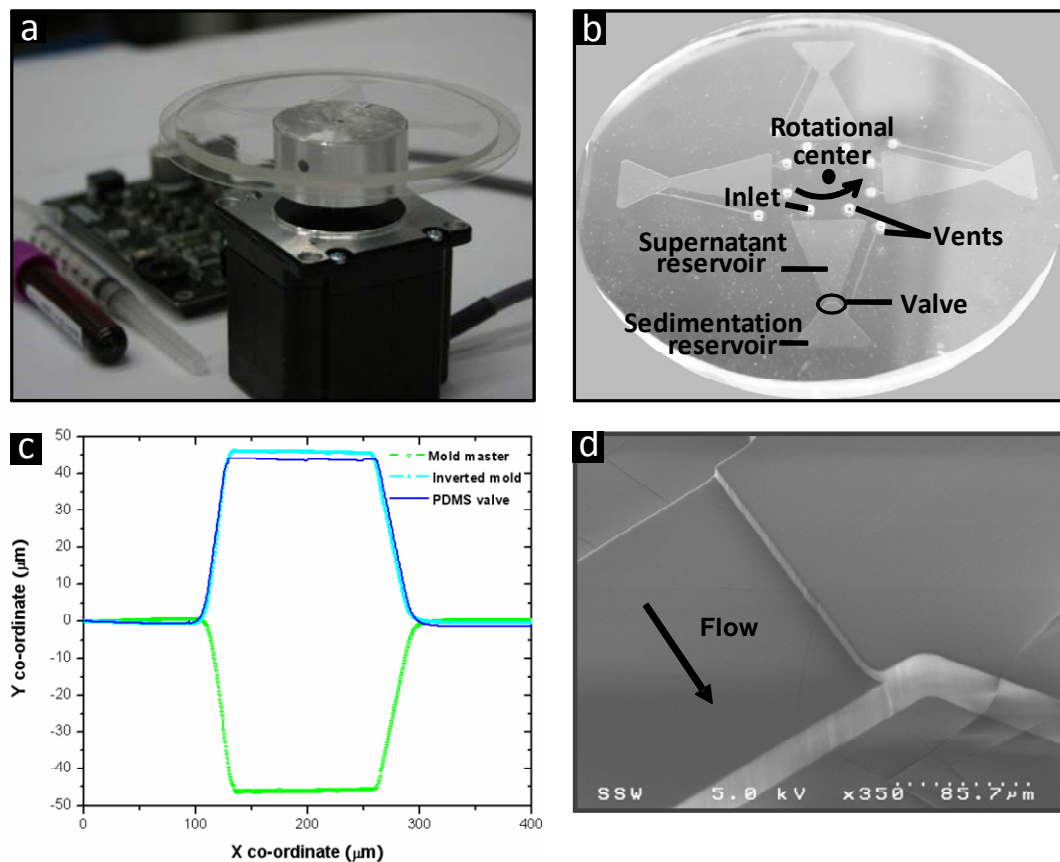 a
b
Rotational
center
Inlet
Vents
Supernatant
reservoir
Valve
Sedimentation
reservoir
c
50
40
30
20
10
0
-10
-20
-30
-40
-50
Y co-ordinate (μm)
Mold master
Inverted mold
PDMS valve
0
100
200
300
400
X co-ordinate (μm)
d
Flow
SSW 5.0 kV x350 85.7μm